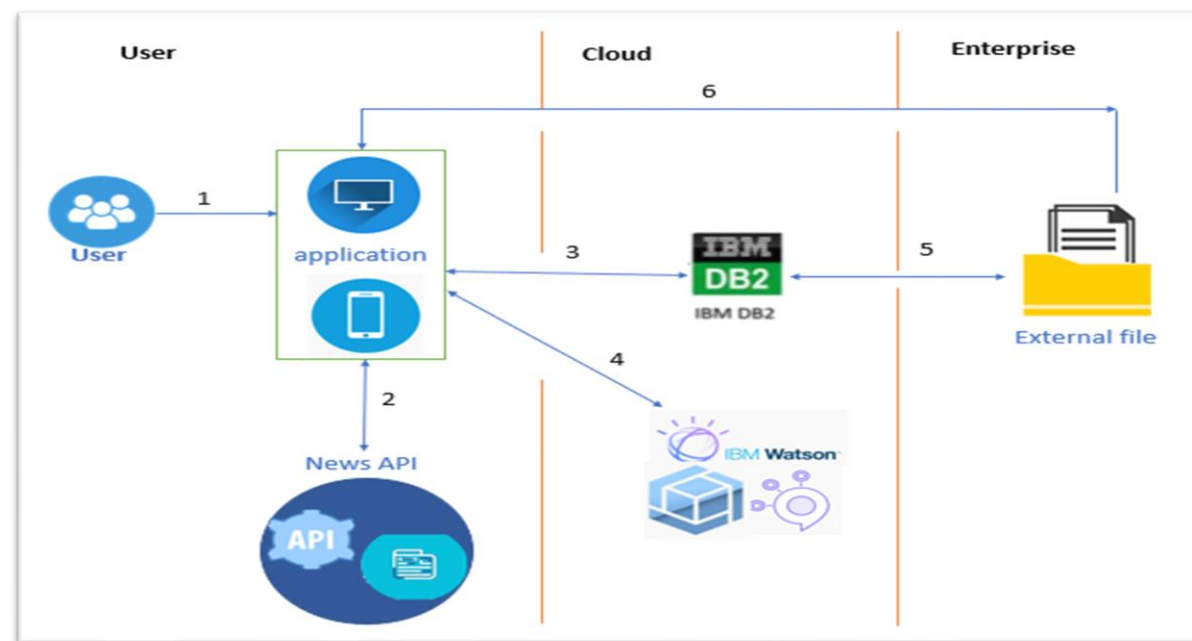 User
Cloud
Enterprise
6
1
User
application
3
IBM
DB2
IBM DB2
5
External file
4
2
News API
API
IBM Watson